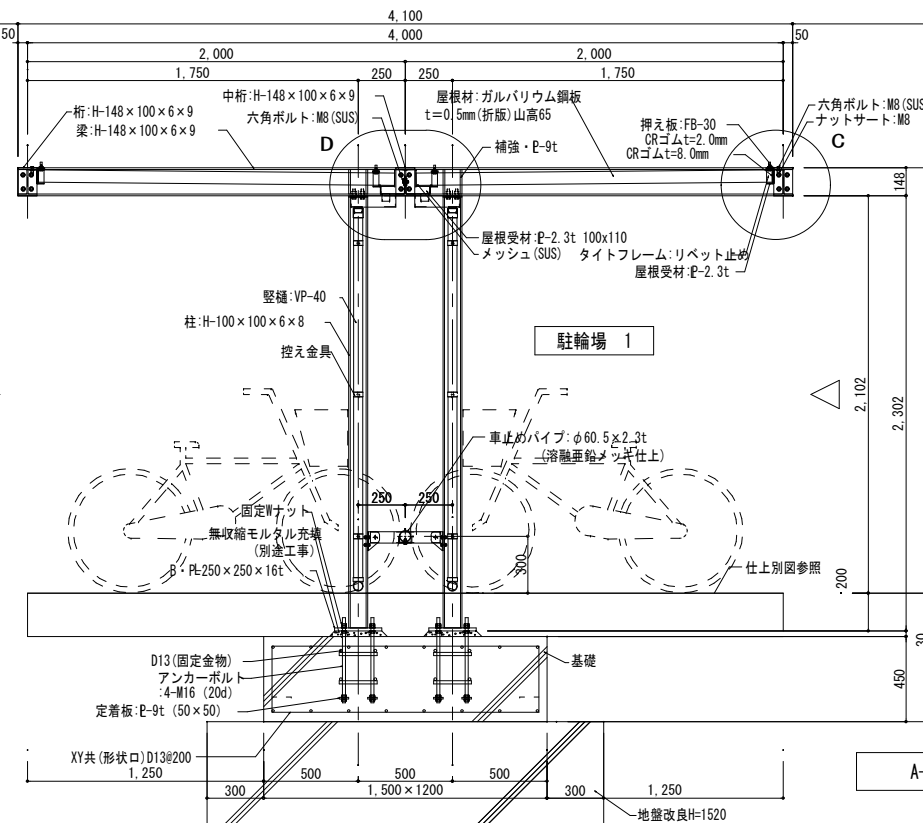 4,100
50
4,000
50
2,000
2,000
1,750
250
250
1,750
桁:H-148×100×6×9
梁:H-148×100×6×9
中桁:H-148×100×6×9
六角ボルト:M8(SUS)
屋根材:ガルバリウム鋼板
t=0.5mm(折版)山高65
補強・PL-9t
押え板:FB-30
CRゴムt=2.0mm
CRゴムt=8.0mm
六角ボルト:M8(SUS
ナットサート:M8
D
C
148
屋根受材:PL-2.3t 100x110
メッシュ(SUS)
タイトフレーム:リベット止め
屋根受材:PL-2.3t
竪樋:VP-40
柱:H-100×100×6×8
控え金具
駐輪場 1
2,102
2,302
車止めパイプ:φ60.5×2.3t
(溶融亜鉛メッキ仕上)
250
250
固定Wナット
無収縮モルタル充填
(別途工事)
B・PL250×250×16t
300
仕上別図参照
200
D13(固定金物)
アンカーボルト
:4-M16 (20d)
定着板:PL-9t (50×50)
基礎
30
450
XY共(形状ロ)D13@200
1,250
500
500
500
300
1,500×1200
300
1,250
地盤改良H=1520
A-